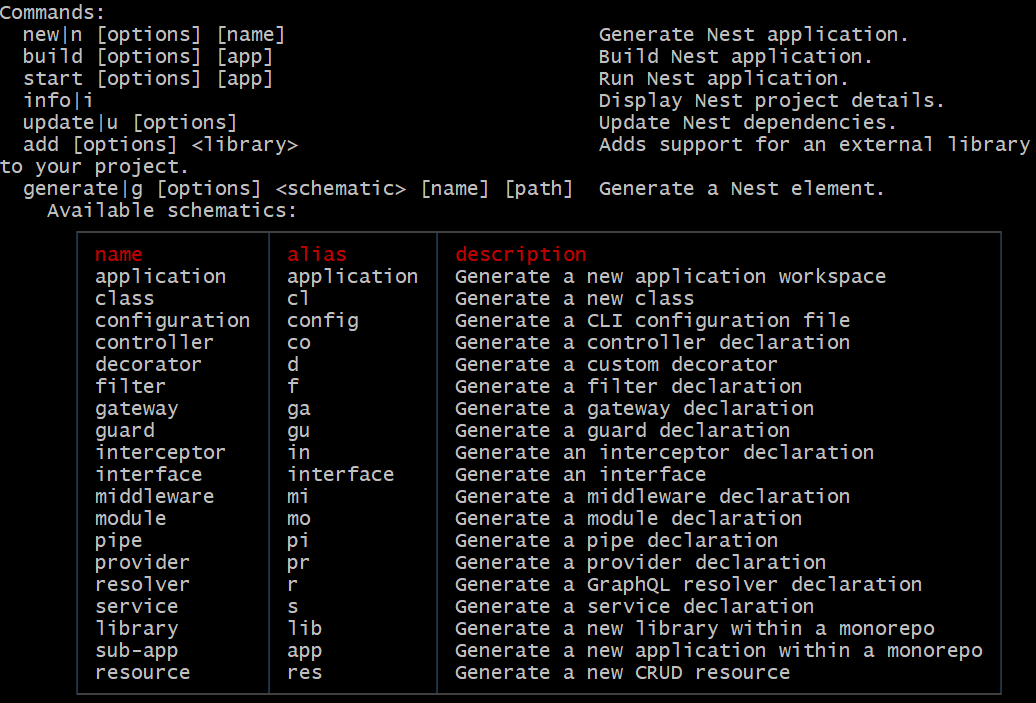 Commands:
  new|n [options] [name]                          Generate Nest application.
  build [options] [app]                           Build Nest application.
  start [options] [app]                           Run Nest application.
  info|i                                          Display Nest project details.
  update|u [options]                              Update Nest dependencies.
  add [options] <library>                         Adds support for an external library
to your project.
  generate|g [options] <schematic> [name] [path]  Generate a Nest element.
    Available schematics:
name alias description
application application Generate a new application workspace
class cl Generate a new class
configuration config Generate a CLI configuration file
controller co Generate a controller declaration
decorator d Generate a custom decorator
filter f Generate a filter declaration
gateway ga Generate a gateway declaration
guard gu Generate a guard declaration
interceptor in Generate an interceptor declaration
interface interface Generate an interface
middleware mi Generate a middleware declaration
module mo Generate a module declaration
pipe pi Generate a pipe declaration
provider pr Generate a provider declaration
resolver r Generate a GraphQL resolver declaration
service s Generate a service declaration
library lib Generate a new library within a monorepo
sub-app app Generate a new application within a monorepo
resource res Generate a new CRUD resource